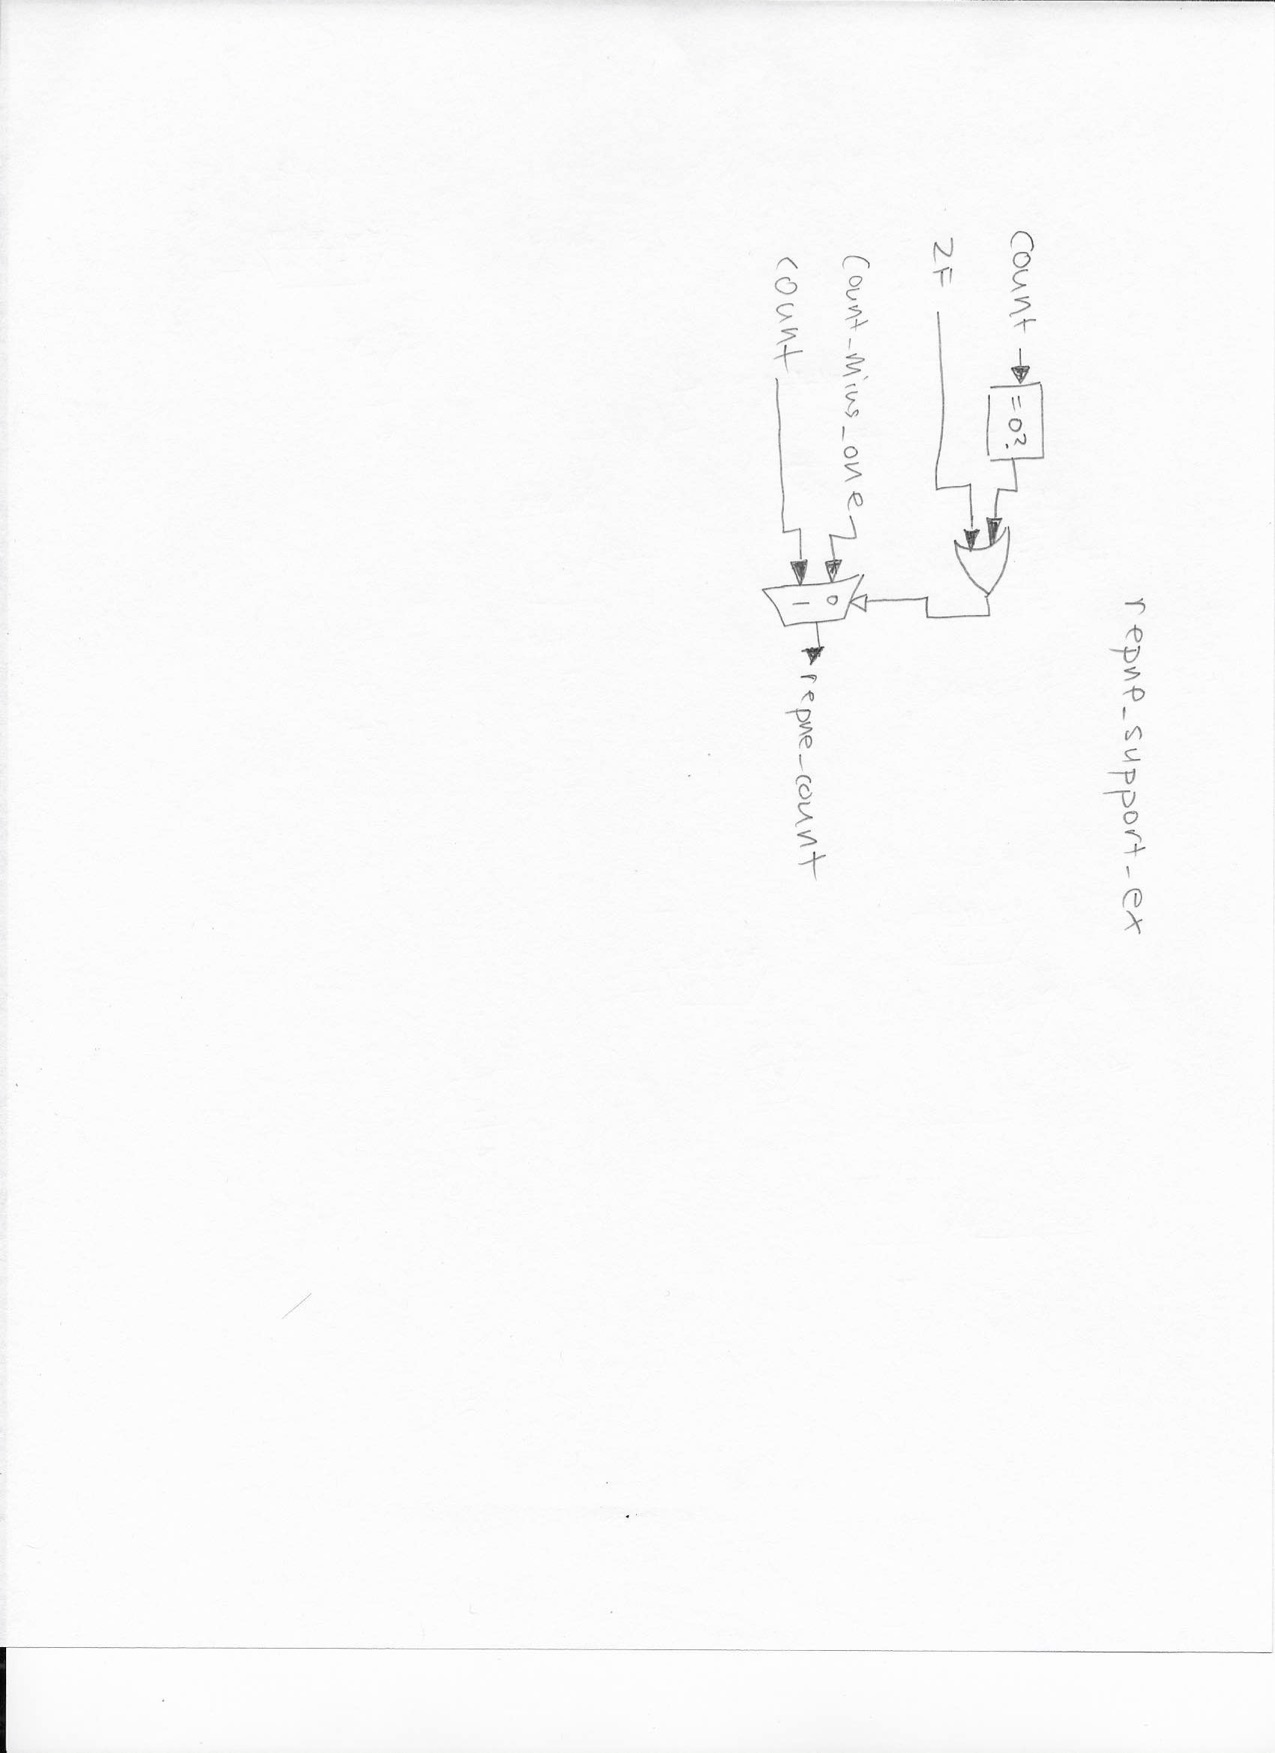 repne_support_ex
count
=0?
ZF
count_minus_one
0
count
1
repne_count